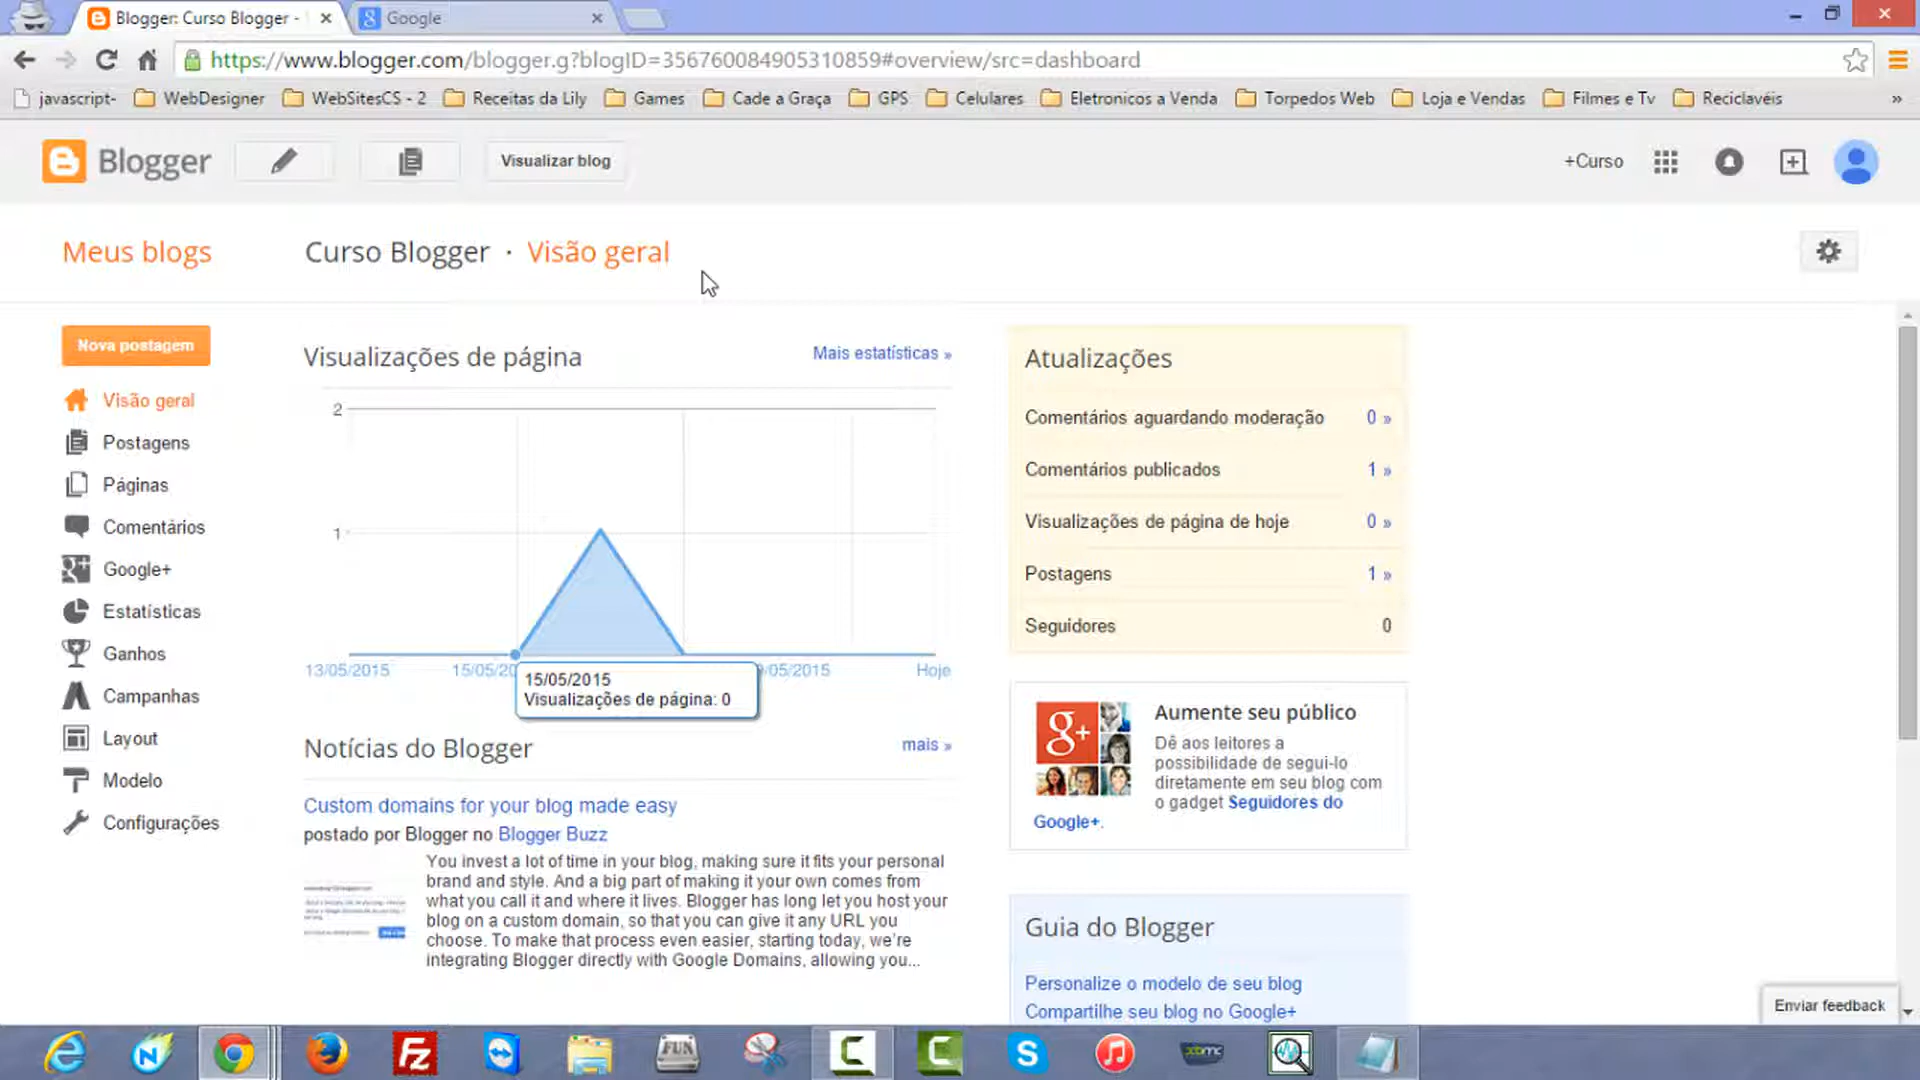 Blogger: Curso Blogger -
Google
https://www.blogger.com/blogger.g?blogID=356760084905310859#overview/src=dashboard
javascript-
WebDesigner
WebSitesCS - 2
Receitas da Lily
Games
Cade a Graça
GPS
Celulares
Eletronicos a Venda
Torpedos Web
Loja e Vendas
Filmes e Tv
Reciclavéis
»
Blogger
Visualizar blog
+Curso
Meus blogs
Curso Blogger · Visão geral
Nova postagem
Visão geral
Postagens
Páginas
Comentários
Google+
Estatísticas
Ganhos
Campanhas
Layout
Modelo
Configurações
Visualizações de página
Mais estatísticas »
2
1
13/05/2015
15/05/20
/05/2015
Hoje
15/05/2015
Visualizações de página: 0
Notícias do Blogger
mais »
Custom domains for your blog made easy
postado por Blogger no Blogger Buzz
You invest a lot of time in your blog, making sure it fits your personal
brand and style. And a big part of making it your own comes from
what you call it and where it lives. Blogger has long let you host your
blog on a custom domain, so that you can give it any URL you
choose. To make that process even easier, starting today, we're
integrating Blogger directly with Google Domains, allowing you...
Atualizações
Comentários aguardando moderação 0 »
Comentários publicados 1 »
Visualizações de página de hoje 0 »
Postagens 1 »
Seguidores 0
g+
Aumente seu público
Dê aos leitores a
possibilidade de segui-lo
diretamente em seu blog com
o gadget Seguidores do
Google+.
Guia do Blogger
Personalize o modelo de seu blog
Compartilhe seu blog no Google+
Enviar feedback
FUN